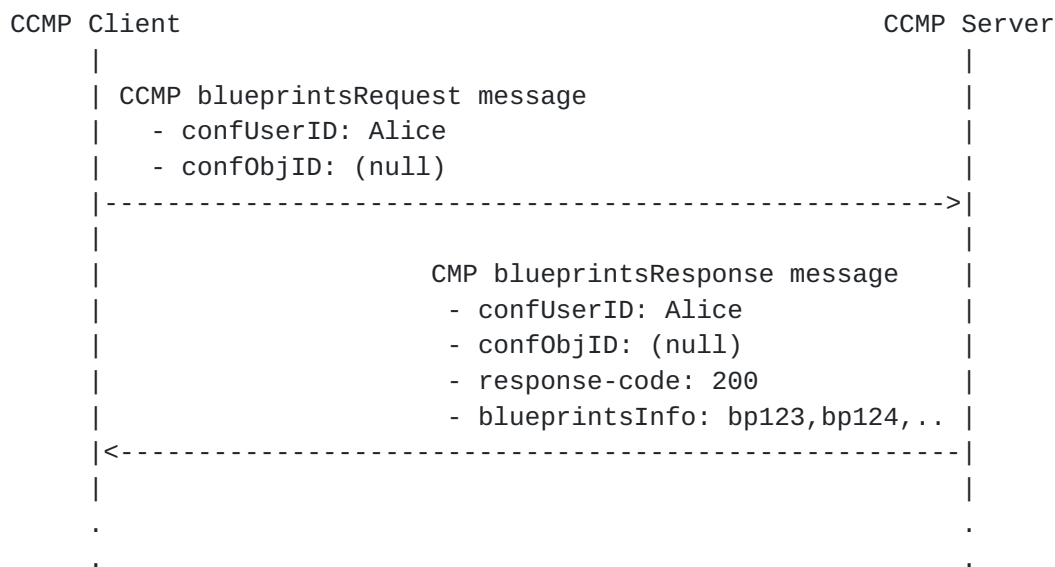 CCMP Client CCMP Server
| |
| CCMP blueprintsRequest message |
| - confUserID: Alice |
| - confObjID: (null) |
|------------------------------------------------------>|
| |
| CMP blueprintsResponse message |
| - confUserID: Alice |
| - confObjID: (null) |
| - response-code: 200 |
| - blueprintsInfo: bp123,bp124,.. |
|<------------------------------------------------------|
| |
. .
. .